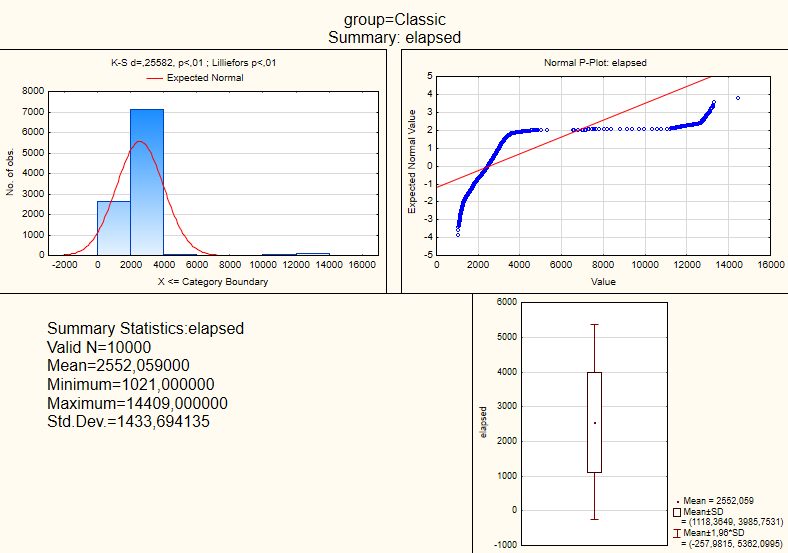 group=Classic
Summary: elapsed
K-S d=,25582, p<,01 ; Lilliefors p<,01
Expected Normal
8000
7000
6000
5000
4000
3000
2000
1000
0
No. of obs.
-2000 0 2000 4000 6000 8000 10000 12000 14000 16000
X <= Category Boundary
Normal P-Plot: elapsed
5
4
3
2
1
0
-1
-2
-3
-4
-5
Expected Normal Value
0 2000 4000 6000 8000 10000 12000 14000 16000
Value
Summary Statistics:elapsed
Valid N=10000
Mean=2552,059000
Minimum=1021,000000
Maximum=14409,000000
Std.Dev.=1433,694135
6000
5000
4000
3000
2000
1000
0
-1000
elapsed
Mean = 2552,059
Mean±SD
= (1118,3649, 3985,7531)
Mean±1,96*SD
= (-257,9815, 5362,0995)